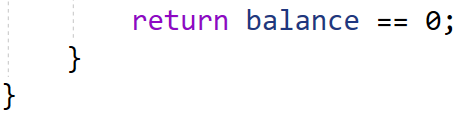 return balance == 0;
}
}